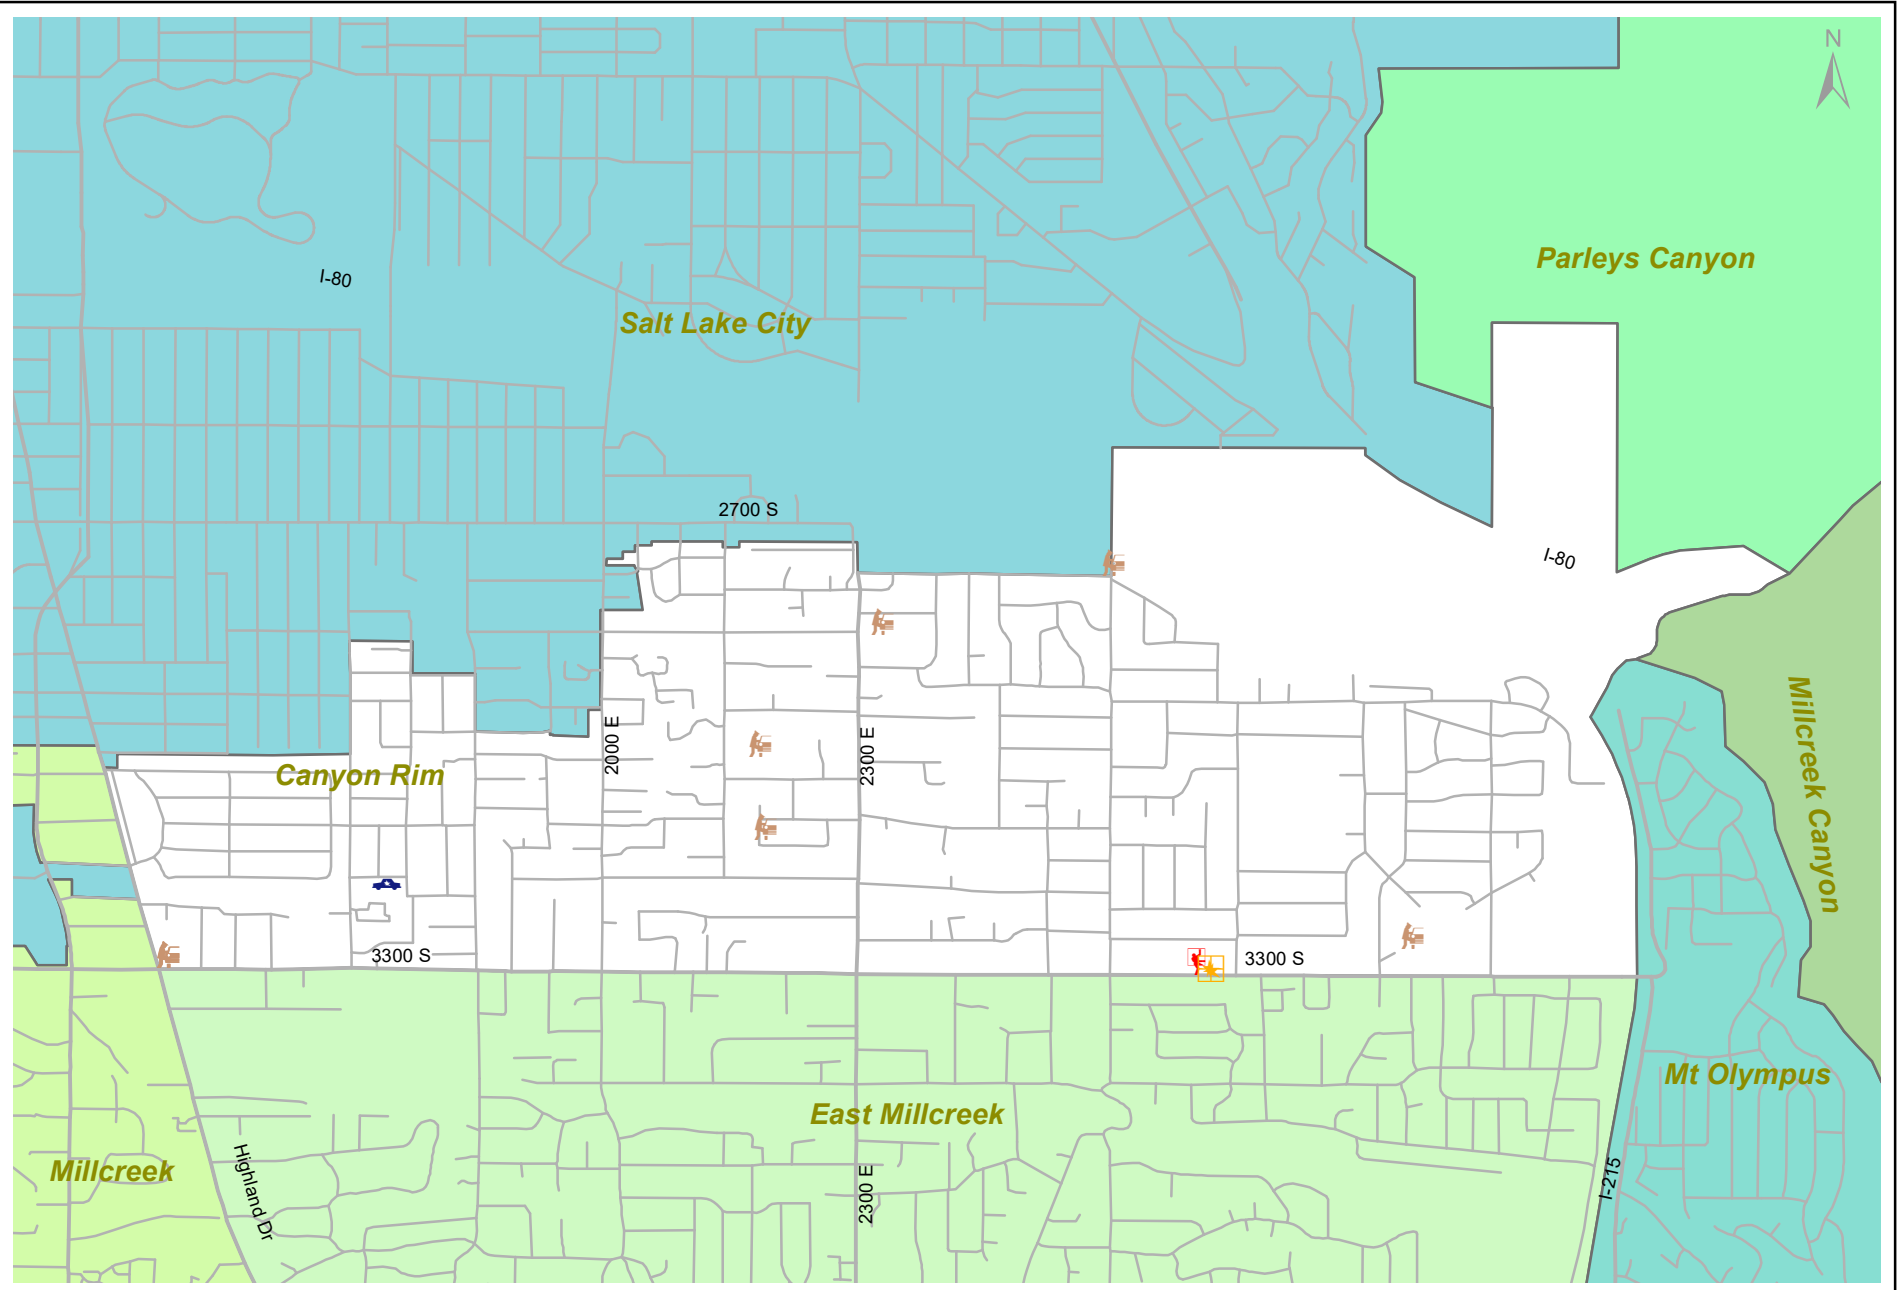 N
Parleys Canyon
I-80
Salt Lake City
2700 S
I-80
Canyon Rim
2000 E
2300 E
Millcreek Canyon
3300 S
3300 S
Mt Olympus
East Millcreek
Millcreek
Highland Dr
2300 E
I-215